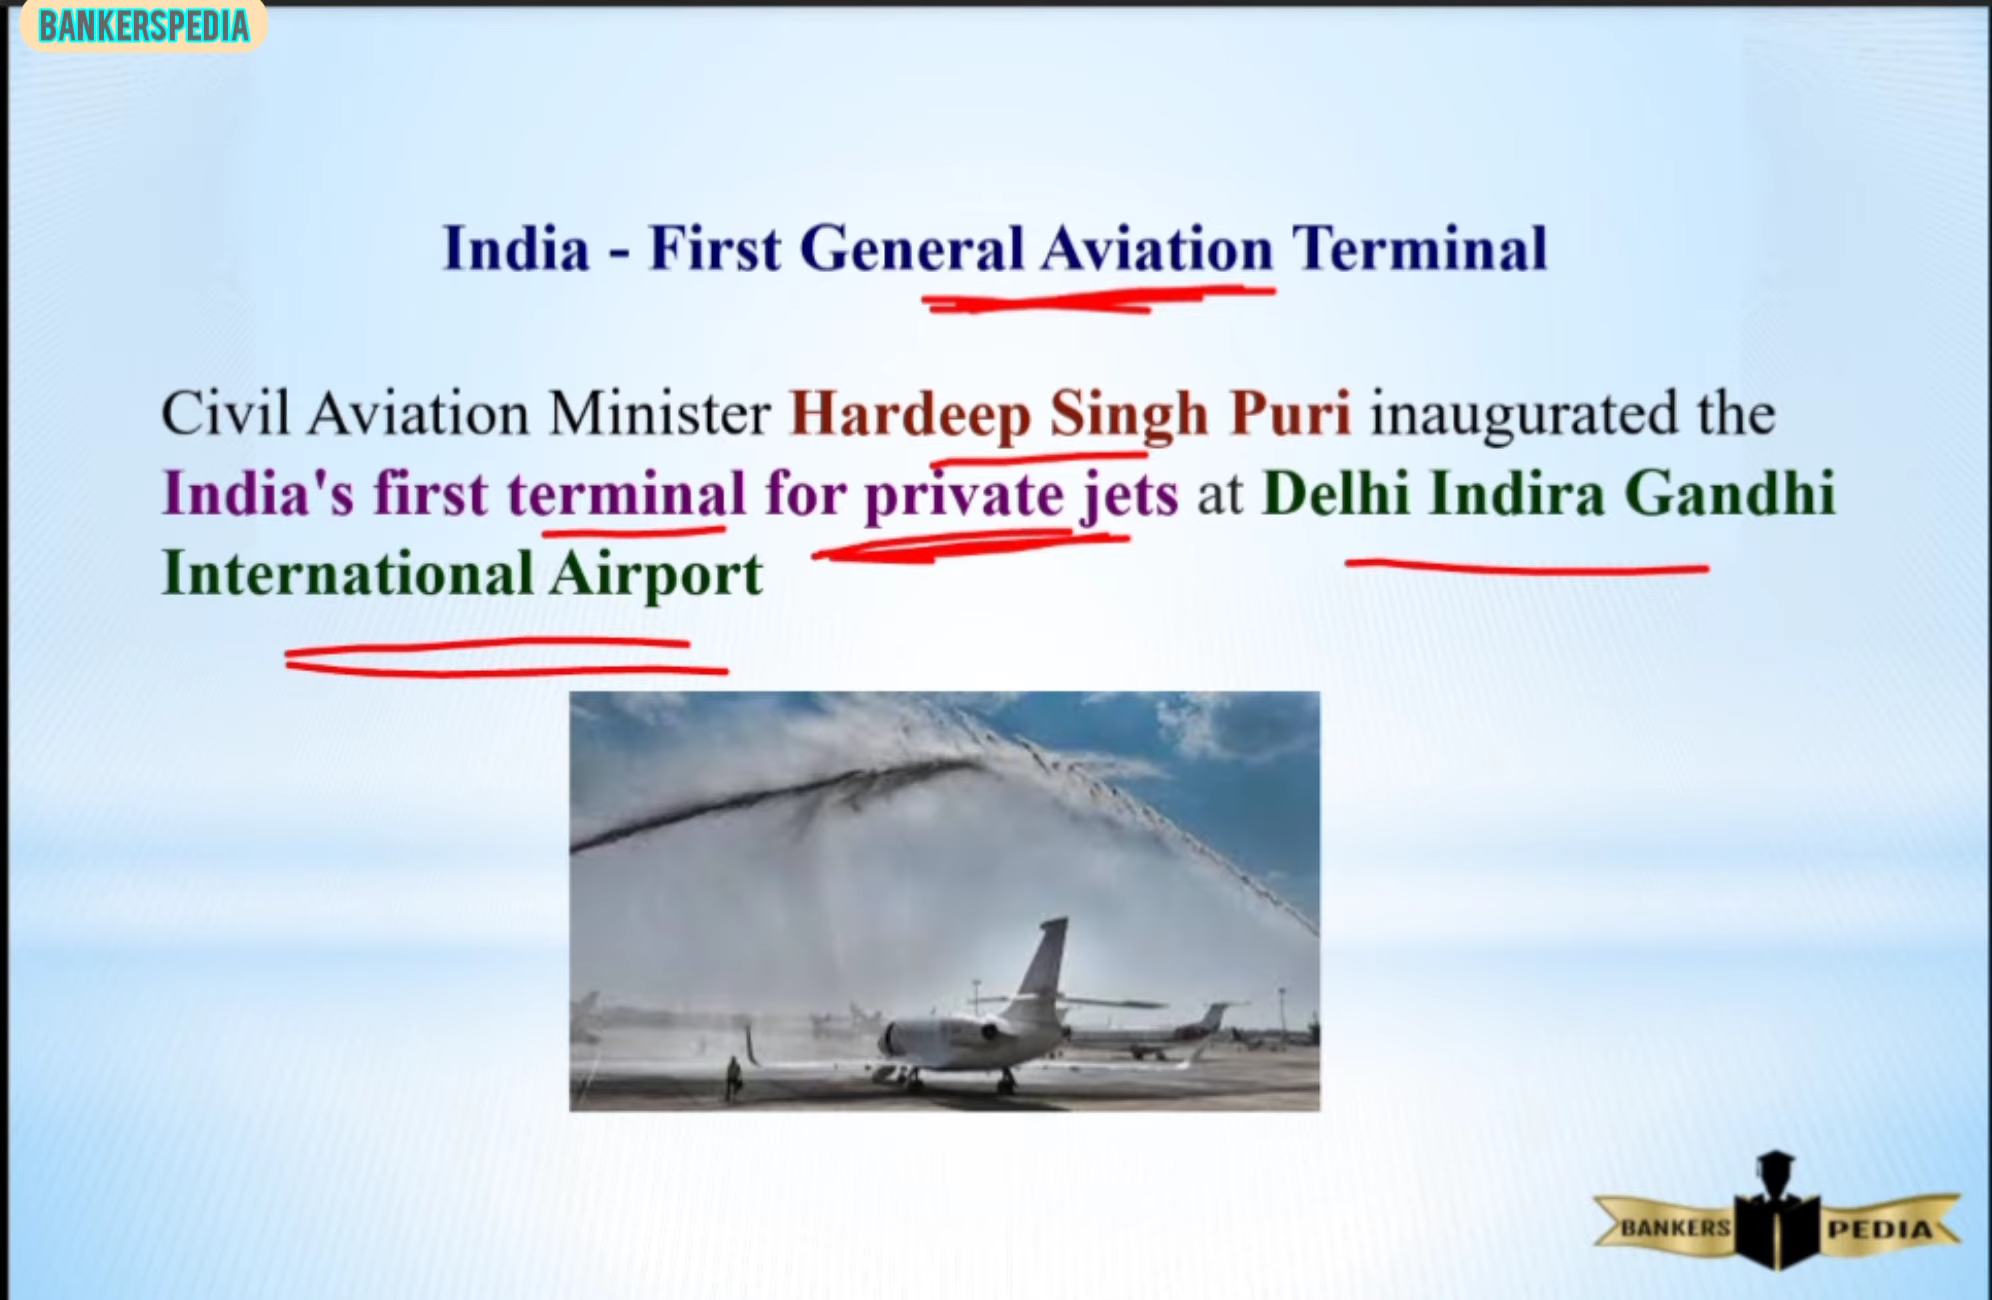 BANKERSPEDIA
India - First General Aviation Terminal
Civil Aviation Minister Hardeep Singh Puri inaugurated the
India's first terminal for private jets at Delhi Indira Gandhi
International Airport
BANKERS PEDIA